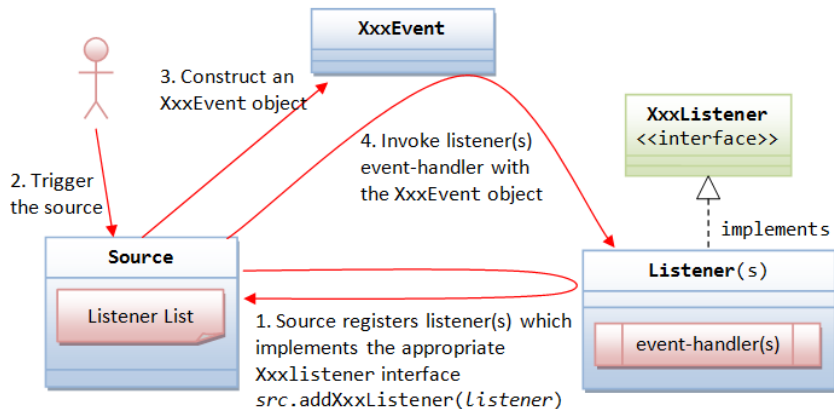 XxxEvent
3. Construct an
XxxEvent object
XxxListener
<<interface>>
4. Invoke listener(s)
event-handler with
the XxxEvent object
2. Trigger
the source
implements
Source
Listener(s)
Listener List
1. Source registers listener(s) which
implements the appropriate
Xxxlistener interface
src.addXxxListener(listener)
event-handler(s)